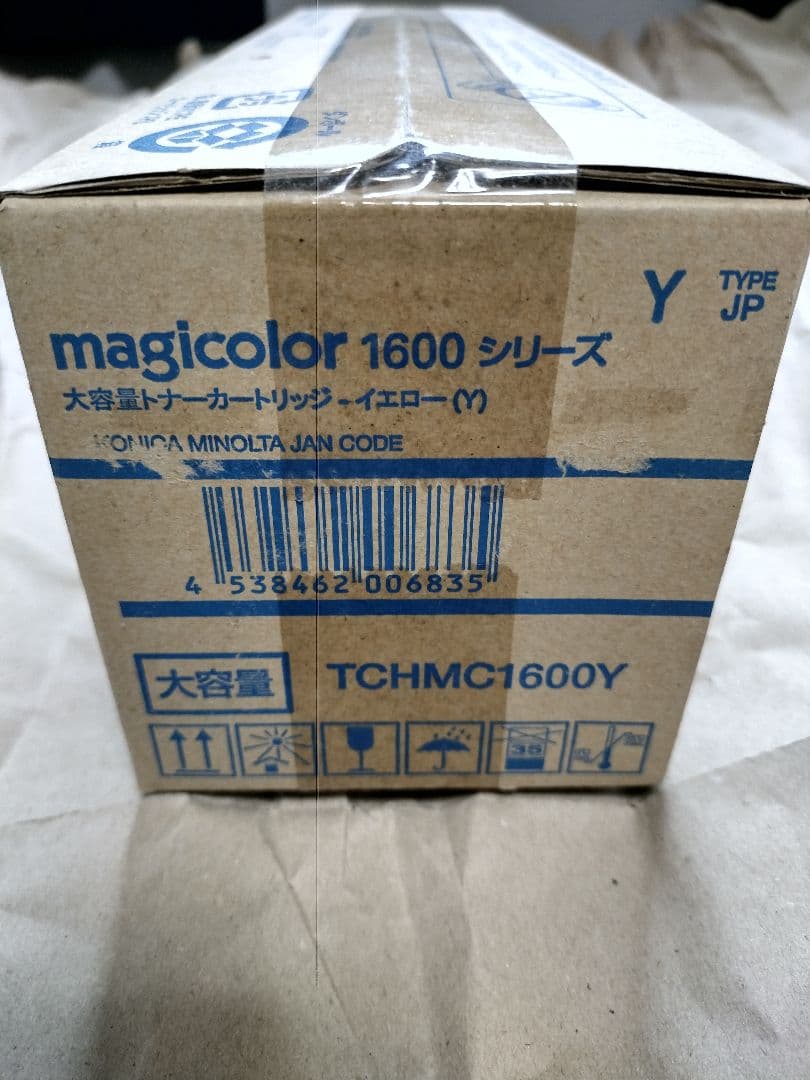 Y
TYPE
JP
magicolor 1600 シリーズ
大容量トナーカートリッジ - イエロー(Y)
KONICA MINOLTA JAN CODE
4 538462 006835
大容量 TCHMC1600Y
35